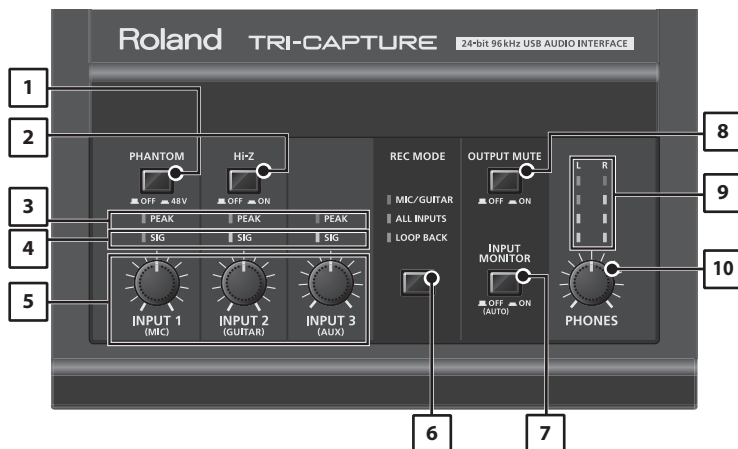 Roland TRI-CAPTURE 24-bit 96kHz USB AUDIO INTERFACE
1
2
3
4
5
6
7
8
9
10
PHANTOM
OFF 48V
Hi-Z
OFF ON
PEAK PEAK PEAK
SIG SIG SIG
INPUT 1
(MIC)
INPUT 2
(GUITAR)
INPUT 3
(AUX)
REC MODE
MIC/GUITAR
ALL INPUTS
LOOP BACK
OUTPUT MUTE
OFF ON
INPUT
MONITOR
OFF ON
(AUTO)
L R
PHONES